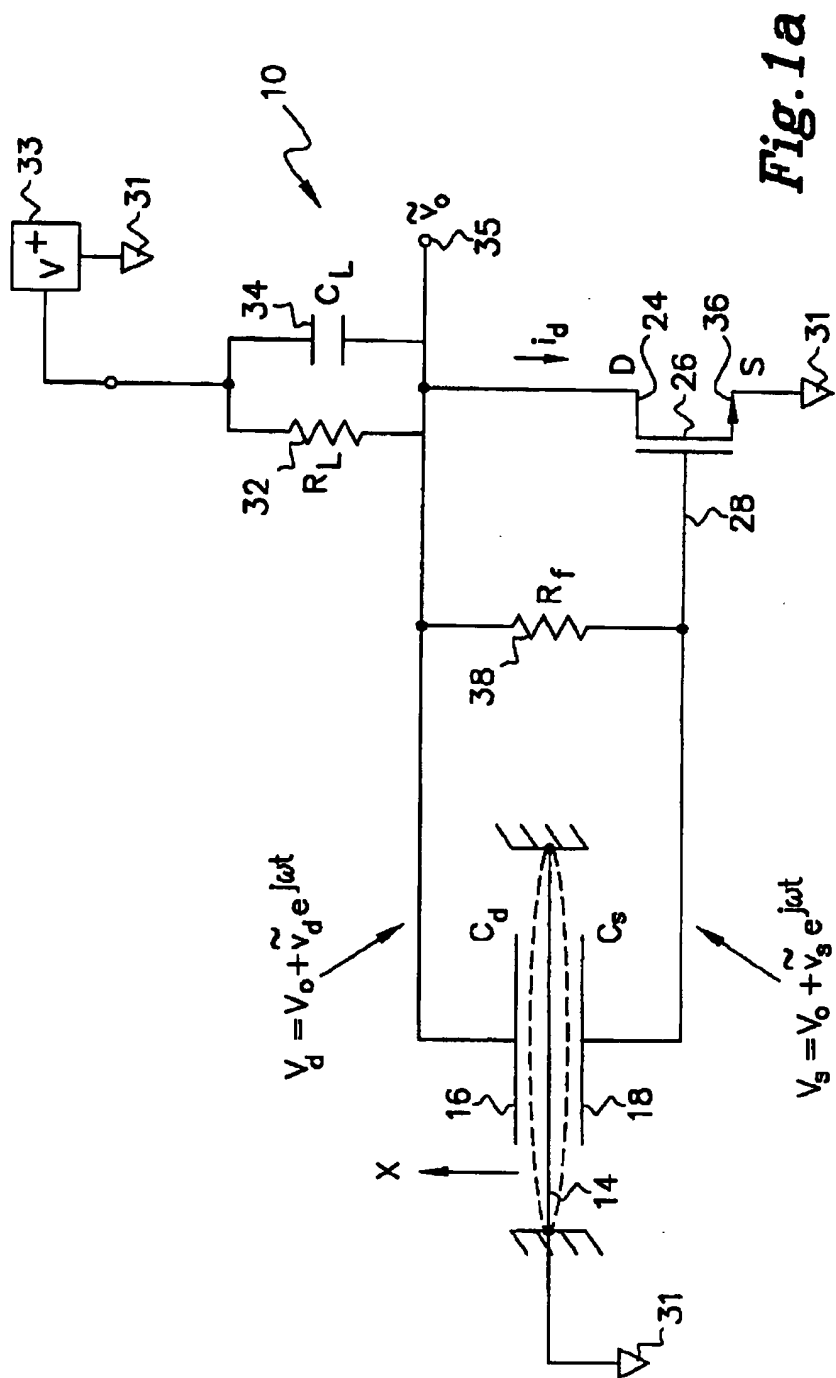 33
V+
31
10
34
C_L
ṽ_o
35
32
R_L
i_d
D
24
26
36
S
31
28
38
R_f
V_d = V_o + ṽ_d e^{jωt}
C_d
C_s
16
18
X
14
31
V_s = V_o + ṽ_s e^{jωt}
Fig.1a